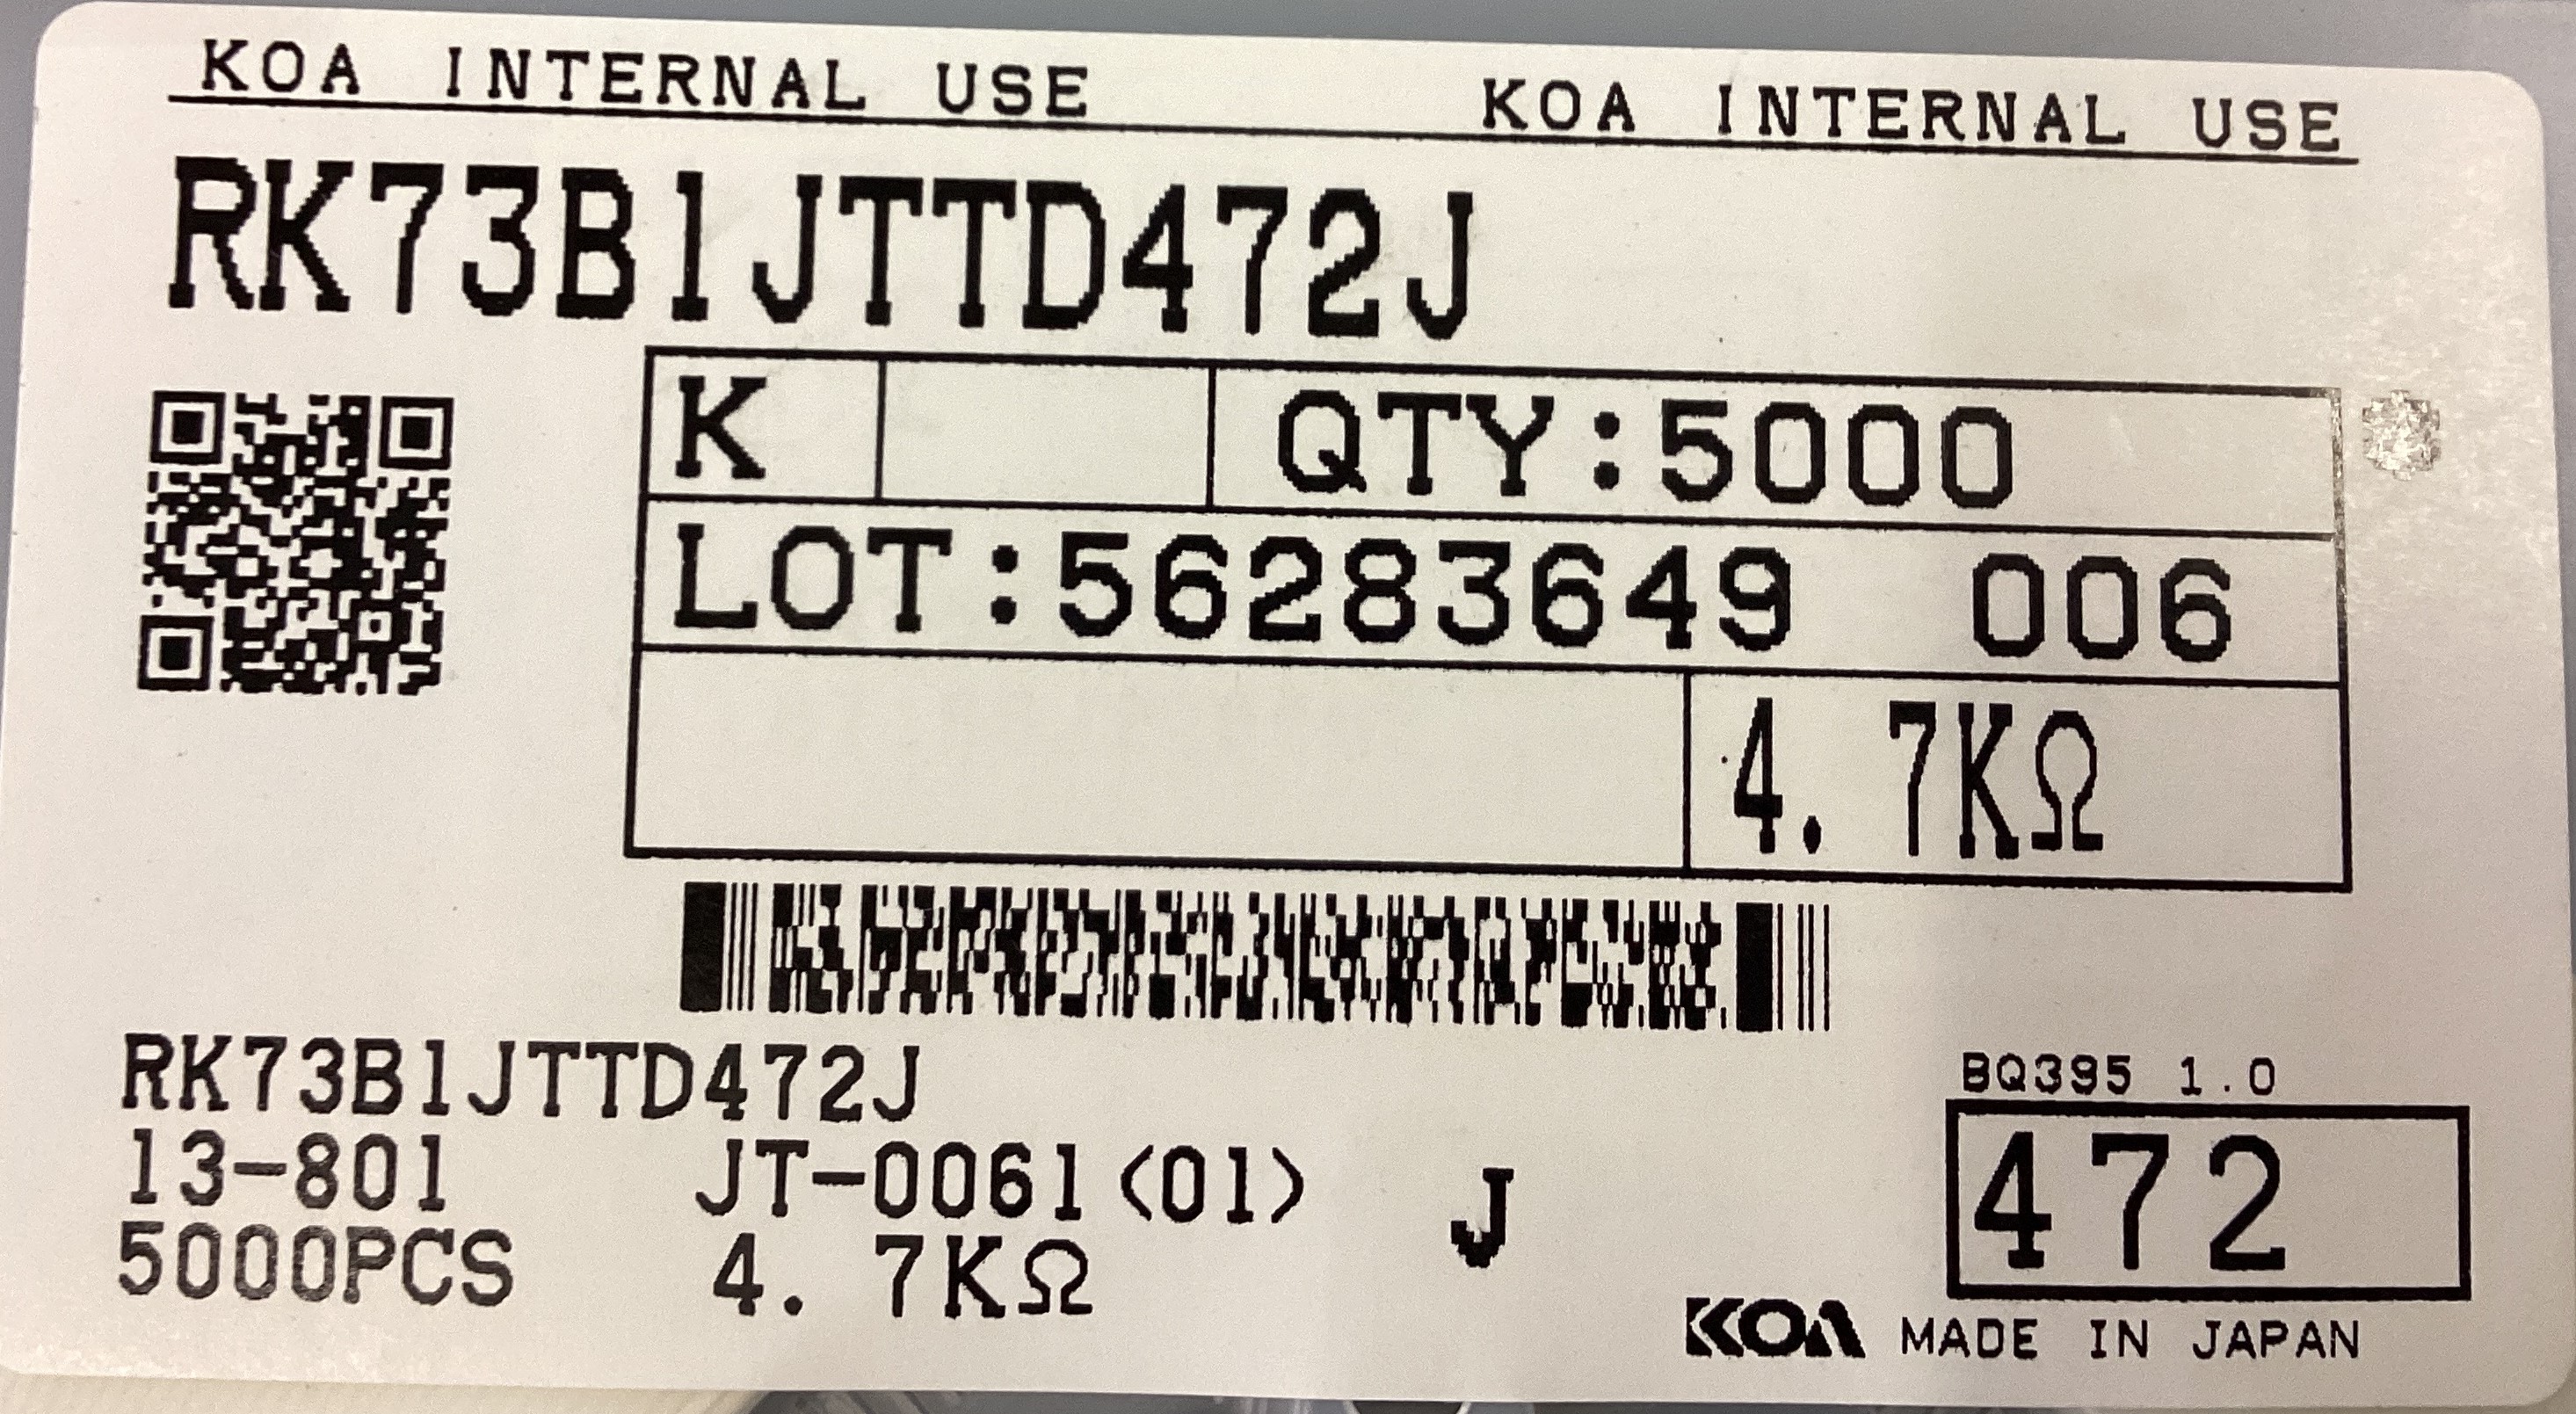 KOA INTERNAL USE KOA INTERNAL USE
RK73B1JTTD472J
K QTY:5000
LOT:56283649 006
4.7KΩ
RK73B1JTTD472J
BQ395 1.0
13-801 JT-0061(01) J 472
5000PCS 4.7KΩ
KOA MADE IN JAPAN